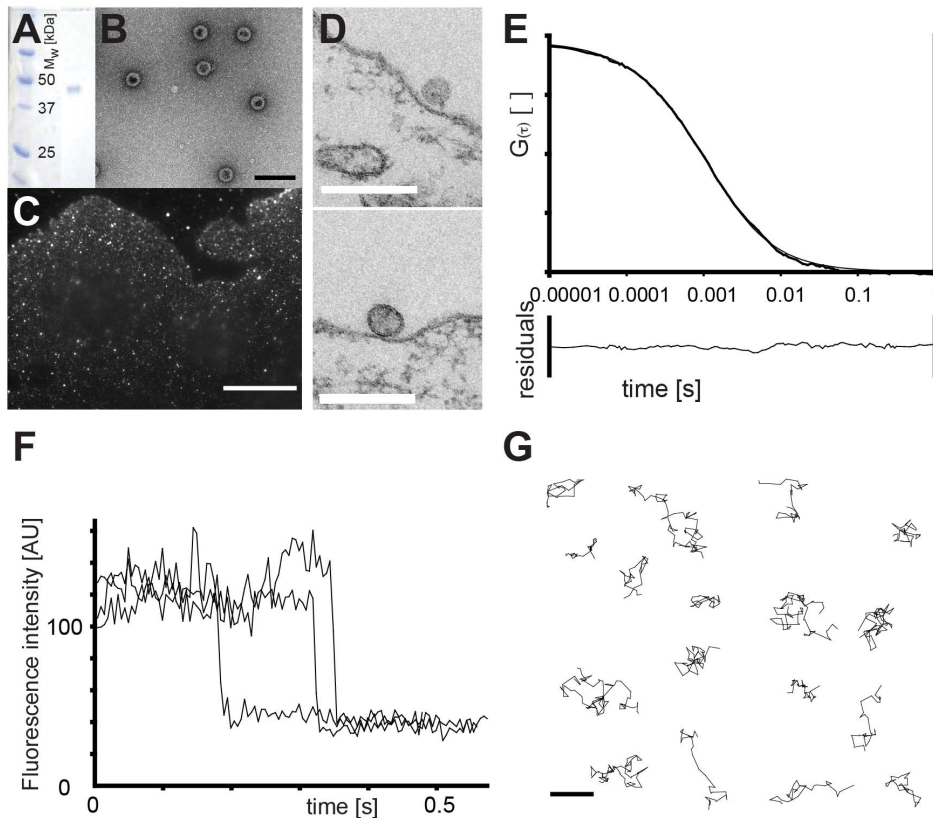 A
Mw [kDa]
50
37
25
B
C
D
E
G(τ) [ ]
0.00001 0.0001 0.001 0.01 0.1
residuals
time [s]
F
Fluorescence intensity [AU]
100
0
0 time [s] 0.5
G